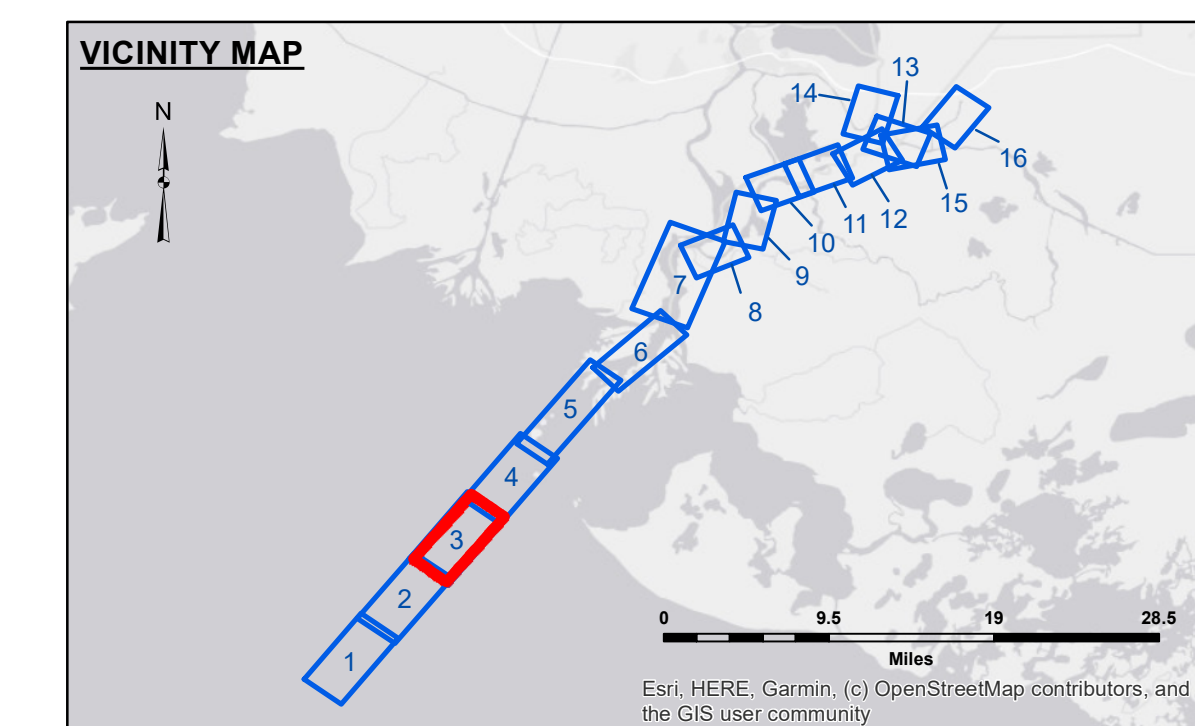 VICINITY MAP
N
13
14
16
15
12
11
10
9
8
7
6
5
4
3
2
1
0 9.5 19 28.5
Miles
Esri, HERE, Garmin, (c) OpenStreetMap contributors, and
the GIS user community